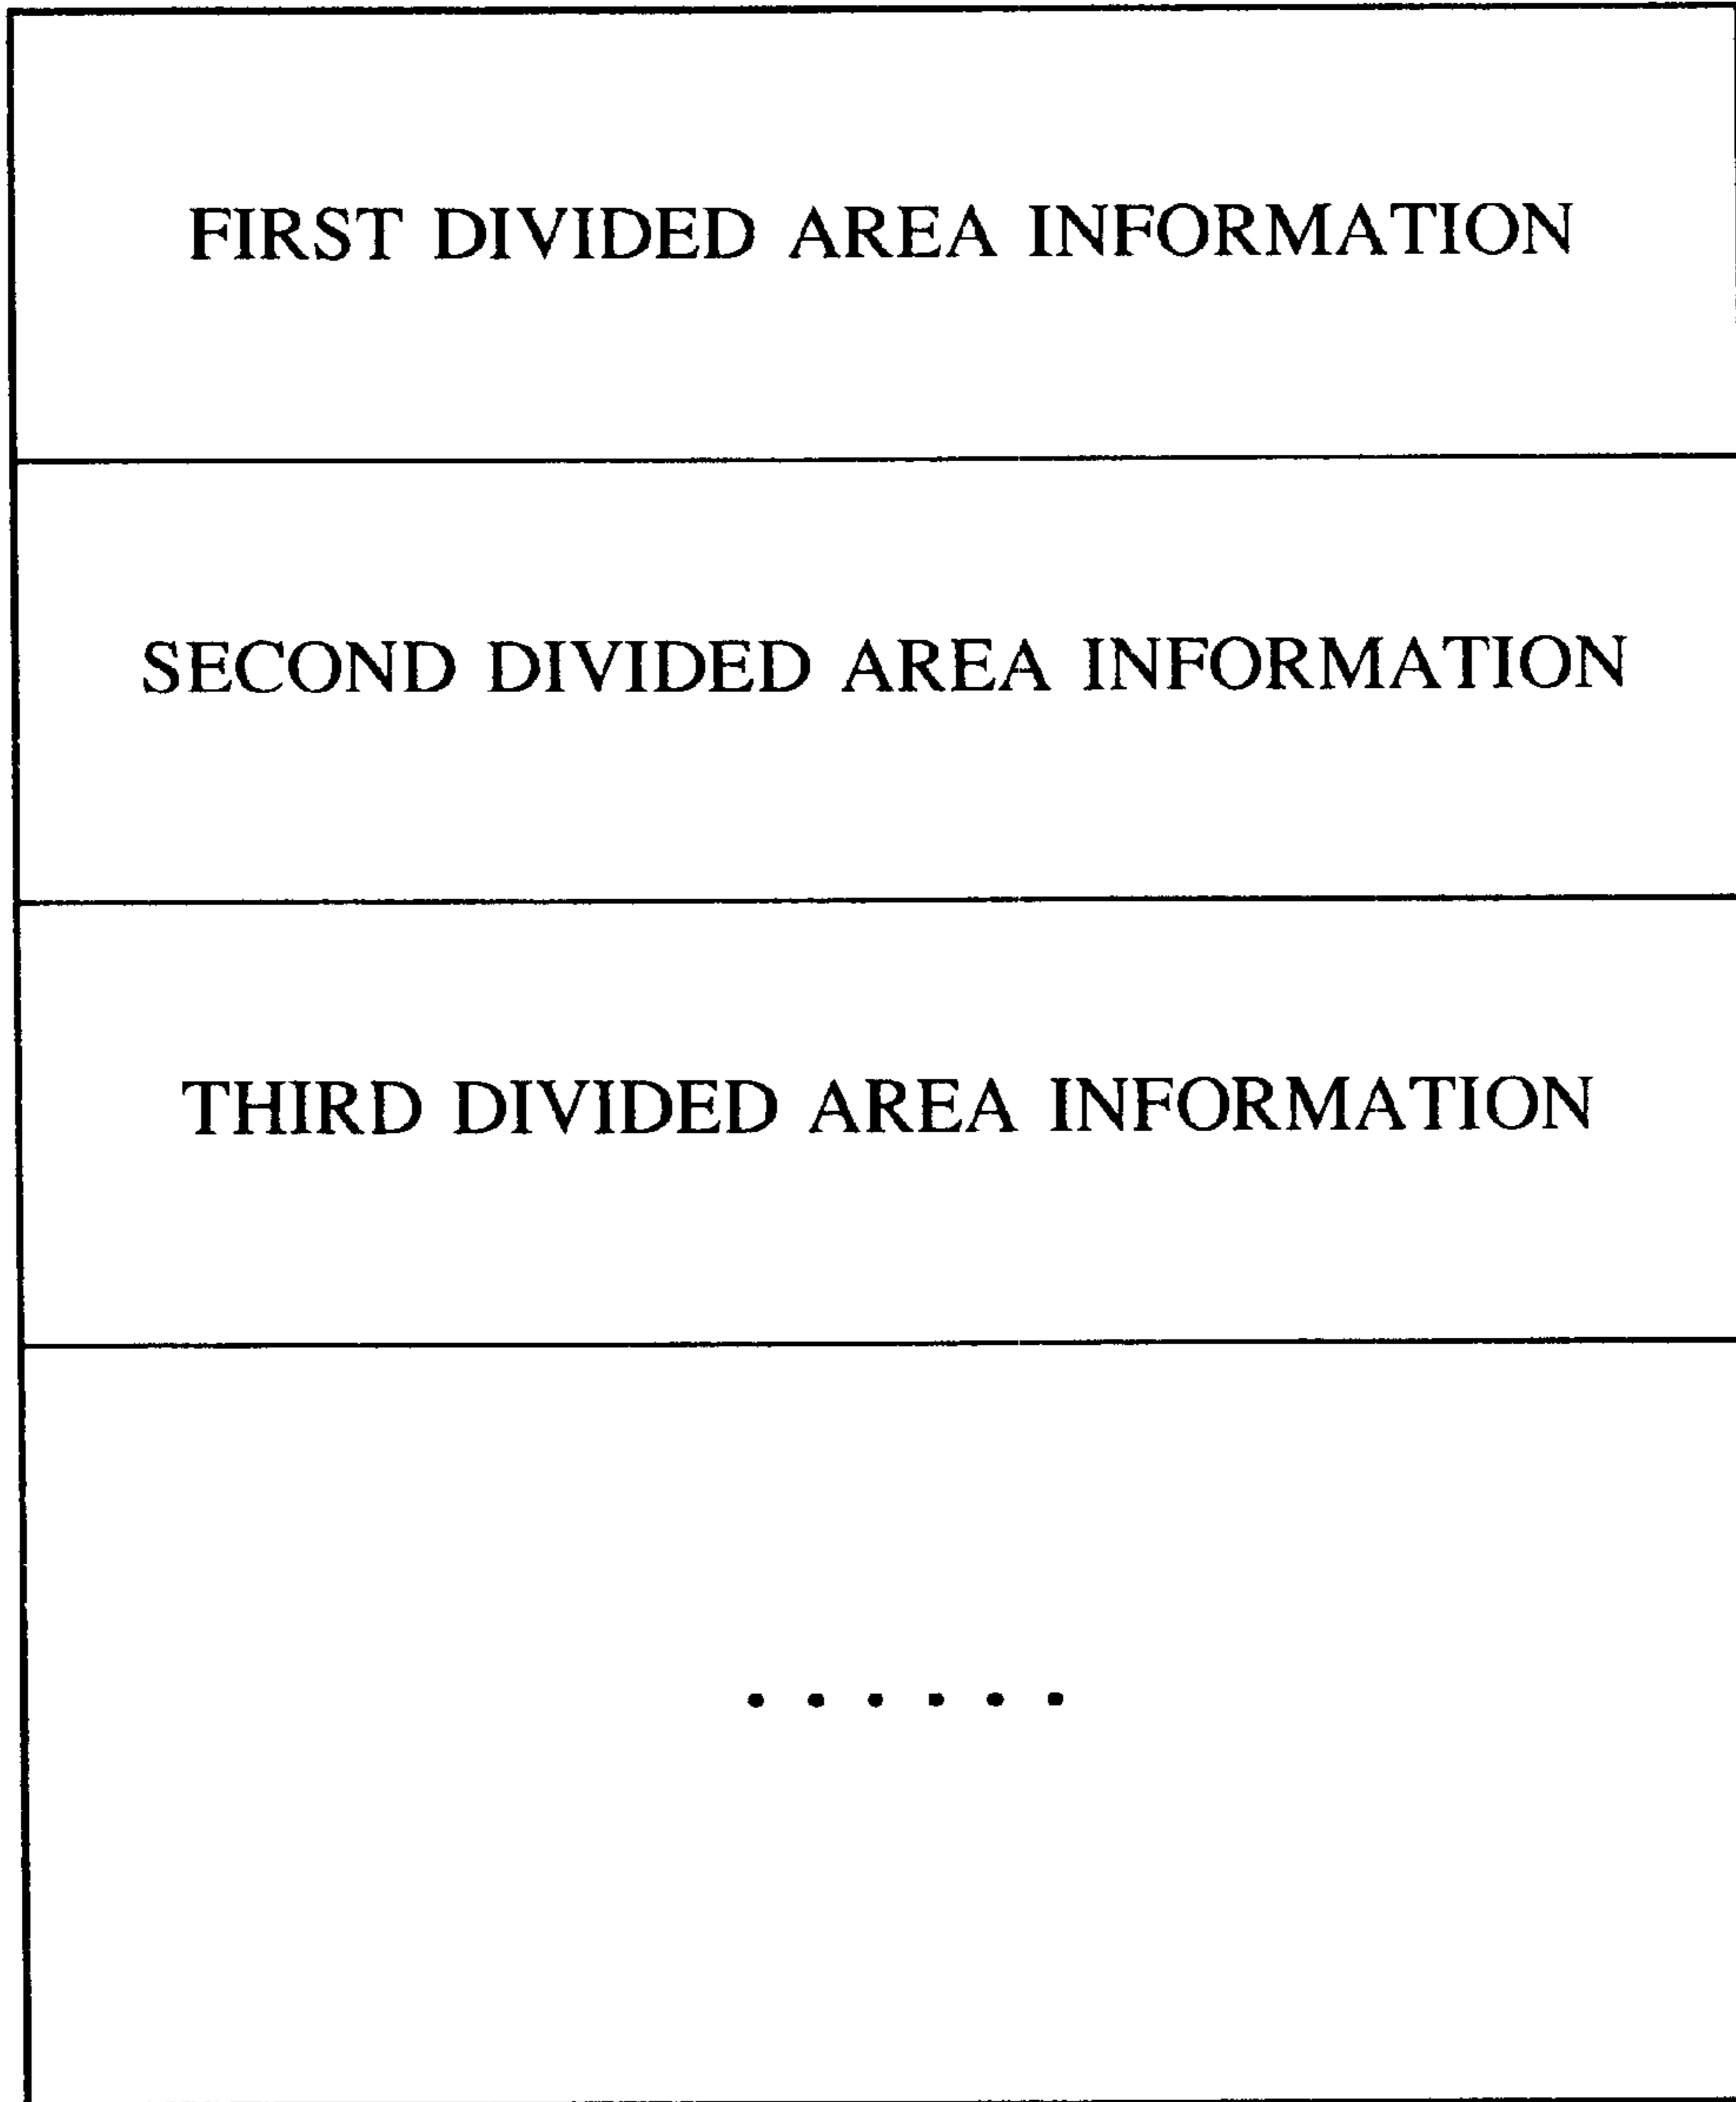 FIRST DIVIDED AREA INFORMATION
SECOND DIVIDED AREA INFORMATION
THIRD DIVIDED AREA INFORMATION
. . . . . .